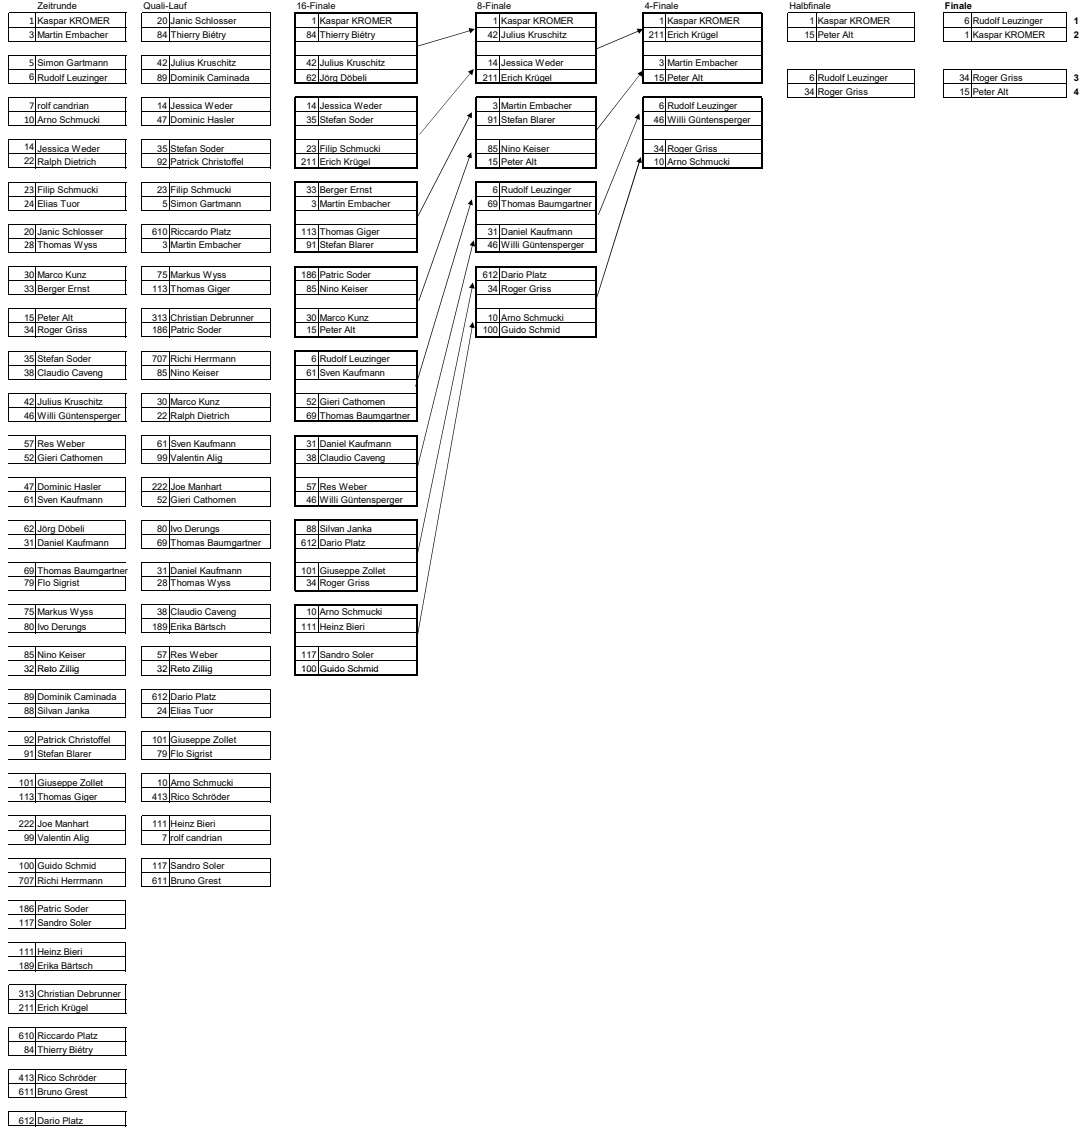 Zeitrunde
1 Kaspar KROMER
3 Martin Embacher
5 Simon Gartmann
6 Rudolf Leuzinger
7 rolf candrian
10 Arno Schmucki
14 Jessica Weder
22 Ralph Dietrich
23 Filip Schmucki
24 Elias Tuor
20 Janic Schlosser
28 Thomas Wyss
30 Marco Kunz
33 Berger Ernst
15 Peter Alt
34 Roger Griss
35 Stefan Soder
38 Claudio Caveng
42 Julius Kruschitz
46 Willi Güntensperger
57 Res Weber
52 Gieri Cathomen
47 Dominic Hasler
61 Sven Kaufmann
62 Jörg Döbeli
31 Daniel Kaufmann
69 Thomas Baumgartner
79 Flo Sigrist
75 Markus Wyss
80 Ivo Derungs
85 Nino Keiser
32 Reto Zillig
89 Dominik Caminada
88 Silvan Janka
92 Patrick Christoffel
91 Stefan Blarer
101 Giuseppe Zollet
113 Thomas Giger
222 Joe Manhart
99 Valentin Alig
100 Guido Schmid
707 Richi Herrmann
186 Patric Soder
117 Sandro Soler
111 Heinz Bieri
189 Erika Bärtsch
313 Christian Debrunner
211 Erich Krügel
610 Riccardo Platz
84 Thierry Biétry
413 Rico Schröder
611 Bruno Grest
612 Dario Platz
Quali-Lauf
20 Janic Schlosser
84 Thierry Biétry
42 Julius Kruschitz
89 Dominik Caminada
14 Jessica Weder
47 Dominic Hasler
35 Stefan Soder
92 Patrick Christoffel
23 Filip Schmucki
5 Simon Gartmann
610 Riccardo Platz
3 Martin Embacher
75 Markus Wyss
113 Thomas Giger
313 Christian Debrunner
186 Patric Soder
707 Richi Herrmann
85 Nino Keiser
30 Marco Kunz
22 Ralph Dietrich
61 Sven Kaufmann
99 Valentin Alig
222 Joe Manhart
52 Gieri Cathomen
80 Ivo Derungs
69 Thomas Baumgartner
31 Daniel Kaufmann
28 Thomas Wyss
38 Claudio Caveng
189 Erika Bärtsch
57 Res Weber
32 Reto Zillig
612 Dario Platz
24 Elias Tuor
101 Giuseppe Zollet
79 Flo Sigrist
10 Arno Schmucki
413 Rico Schröder
111 Heinz Bieri
7 rolf candrian
117 Sandro Soler
611 Bruno Grest
16-Finale
1 Kaspar KROMER
84 Thierry Biétry
42 Julius Kruschitz
62 Jörg Döbeli
14 Jessica Weder
35 Stefan Soder
23 Filip Schmucki
211 Erich Krügel
33 Berger Ernst
3 Martin Embacher
113 Thomas Giger
91 Stefan Blarer
186 Patric Soder
85 Nino Keiser
30 Marco Kunz
15 Peter Alt
6 Rudolf Leuzinger
61 Sven Kaufmann
52 Gieri Cathomen
69 Thomas Baumgartner
31 Daniel Kaufmann
38 Claudio Caveng
57 Res Weber
46 Willi Güntensperger
88 Silvan Janka
612 Dario Platz
101 Giuseppe Zollet
34 Roger Griss
10 Arno Schmucki
111 Heinz Bieri
117 Sandro Soler
100 Guido Schmid
8-Finale
1 Kaspar KROMER
42 Julius Kruschitz
14 Jessica Weder
211 Erich Krügel
3 Martin Embacher
91 Stefan Blarer
85 Nino Keiser
15 Peter Alt
6 Rudolf Leuzinger
69 Thomas Baumgartner
31 Daniel Kaufmann
46 Willi Güntensperger
612 Dario Platz
34 Roger Griss
10 Arno Schmucki
100 Guido Schmid
4-Finale
1 Kaspar KROMER
211 Erich Krügel
3 Martin Embacher
15 Peter Alt
6 Rudolf Leuzinger
46 Willi Güntensperger
34 Roger Griss
10 Arno Schmucki
Halbfinale
1 Kaspar KROMER
15 Peter Alt
6 Rudolf Leuzinger
34 Roger Griss
Finale
6 Rudolf Leuzinger 1
1 Kaspar KROMER 2
34 Roger Griss 3
15 Peter Alt 4